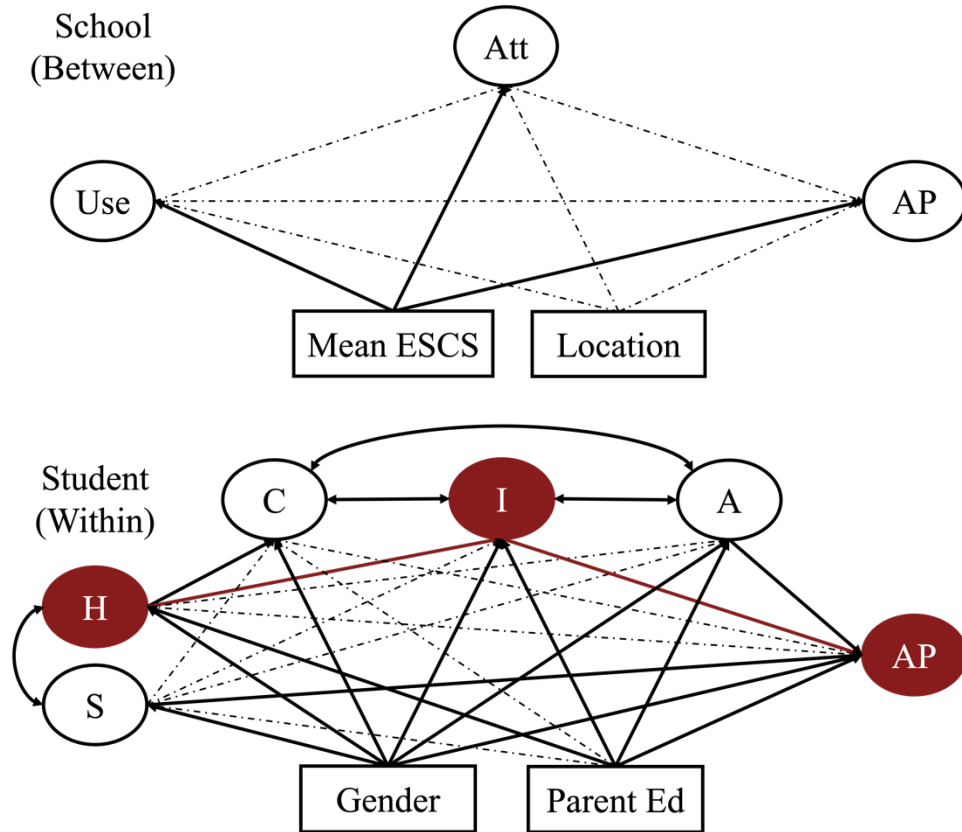 School
(Between)
Att
Use
AP
Mean ESCS
Location
Student
(Within)
C
I
A
H
AP
S
Gender
Parent Ed